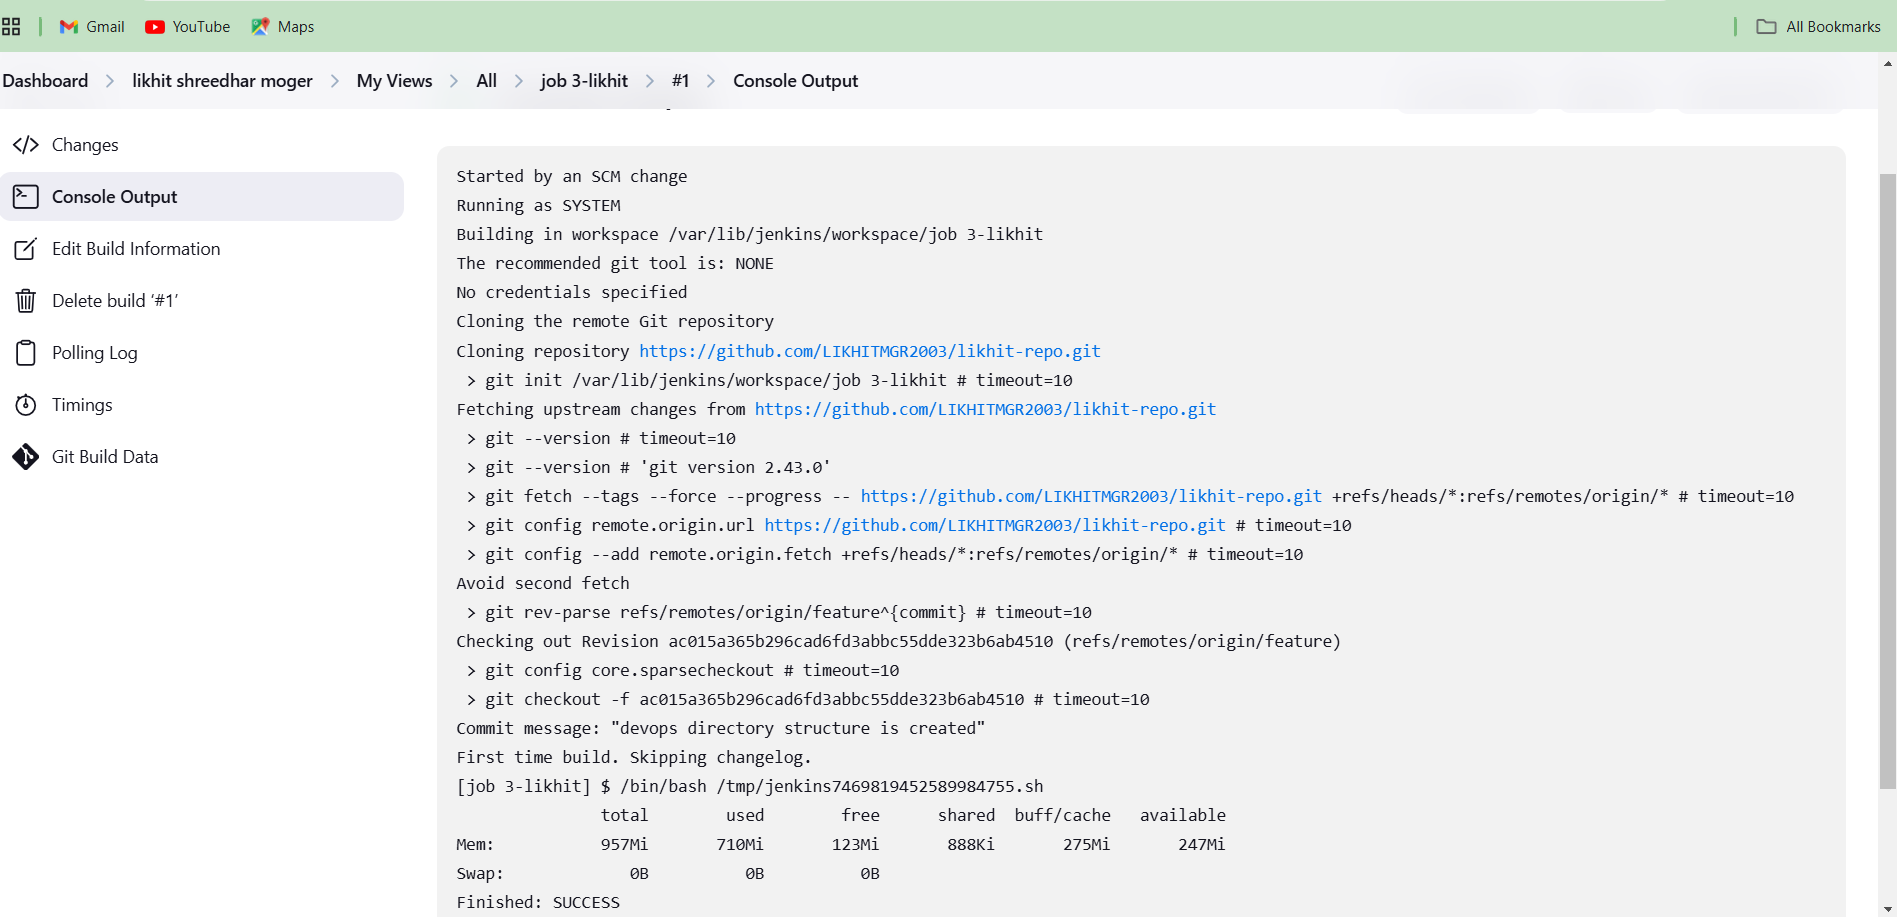 Gmail YouTube Maps All Bookmarks
Dashboard likhit shreedhar moger My Views All job 3-likhit #1 Console Output
Changes
Console Output
Edit Build Information
Delete build ‘#1’
Polling Log
Timings
Git Build Data
Started by an SCM change
Running as SYSTEM
Building in workspace /var/lib/jenkins/workspace/job 3-likhit
The recommended git tool is: NONE
No credentials specified
Cloning the remote Git repository
Cloning repository https://github.com/LIKHITMGR2003/likhit-repo.git
 > git init /var/lib/jenkins/workspace/job 3-likhit # timeout=10
Fetching upstream changes from https://github.com/LIKHITMGR2003/likhit-repo.git
 > git --version # timeout=10
 > git --version # 'git version 2.43.0'
 > git fetch --tags --force --progress -- https://github.com/LIKHITMGR2003/likhit-repo.git +refs/heads/*:refs/remotes/origin/* # timeout=10
 > git config remote.origin.url https://github.com/LIKHITMGR2003/likhit-repo.git # timeout=10
 > git config --add remote.origin.fetch +refs/heads/*:refs/remotes/origin/* # timeout=10
Avoid second fetch
 > git rev-parse refs/remotes/origin/feature^{commit} # timeout=10
Checking out Revision ac015a365b296cad6fd3abbc55dde323b6ab4510 (refs/remotes/origin/feature)
 > git config core.sparsecheckout # timeout=10
 > git checkout -f ac015a365b296cad6fd3abbc55dde323b6ab4510 # timeout=10
Commit message: "devops directory structure is created"
First time build. Skipping changelog.
[job 3-likhit] $ /bin/bash /tmp/jenkins7469819452589984755.sh
               total        used        free      shared  buff/cache   available
Mem:           957Mi       710Mi       123Mi       888Ki       275Mi       247Mi
Swap:             0B          0B          0B
Finished: SUCCESS